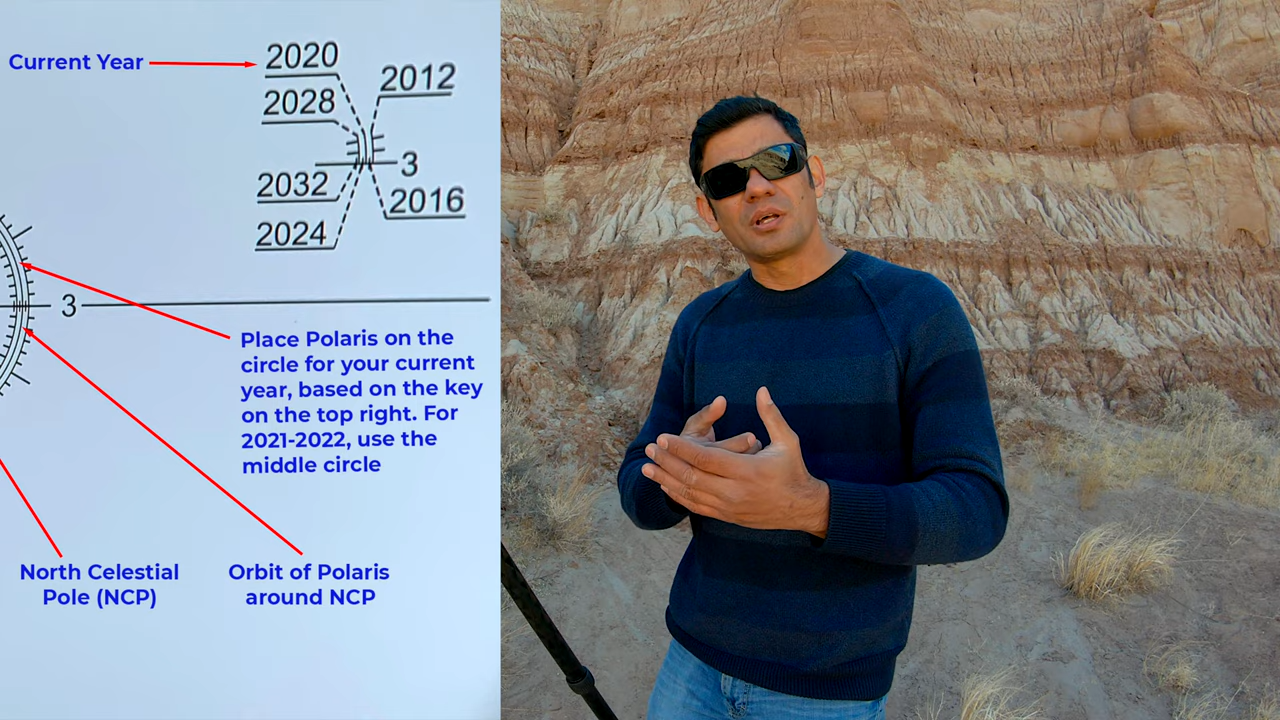 Current Year
2020
2012
2028
3
2032
2016
2024
3
Place Polaris on the
circle for your current
year, based on the key
on the top right. For
2021-2022, use the
middle circle
North Celestial
Pole (NCP)
Orbit of Polaris
around NCP